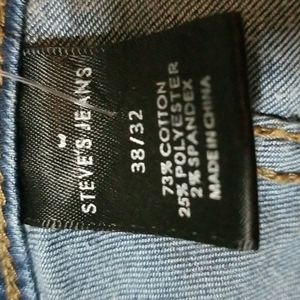 STEVE'S JEANS
38/32
73% COTTON
25% POLYESTER
2% SPANDEX
MADE IN CHINA